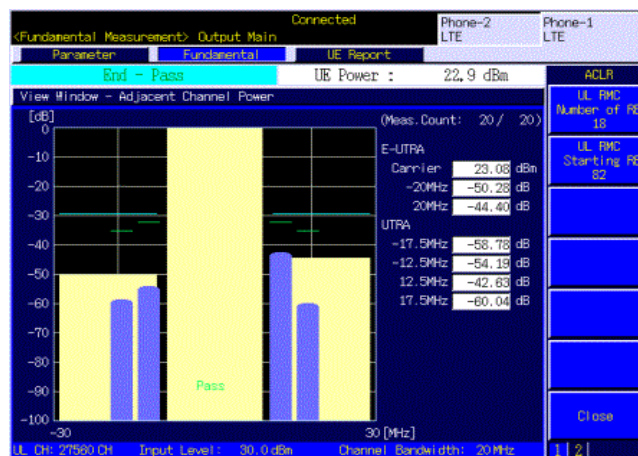 Connected
<Fundamental Measurement> Output Main
Phone-2
LTE
Phone-1
LTE
Parameter
Fundamental
UE Report
End - Pass
UE Power : 22.9 dBm
ACLR
View Window - Adjacent Channel Power
UL RMC
Number of RB
18
UL RMC
Starting RB
82
Close
1 2
[dB]
0
-10
-20
-30
-40
-50
-60
-70
-80
-90
-100
Pass
-30
30 [MHz]
(Meas.Count: 20/ 20)
E-UTRA
Carrier 23.08 dBm
-20MHz -50.28 dB
20MHz -44.40 dB
UTRA
-17.5MHz -58.78 dB
-12.5MHz -54.19 dB
12.5MHz -42.63 dB
17.5MHz -60.04 dB
UL CH: 27560 CH Input Level: 30.0 dBm Channel Bandwidth: 20 MHz